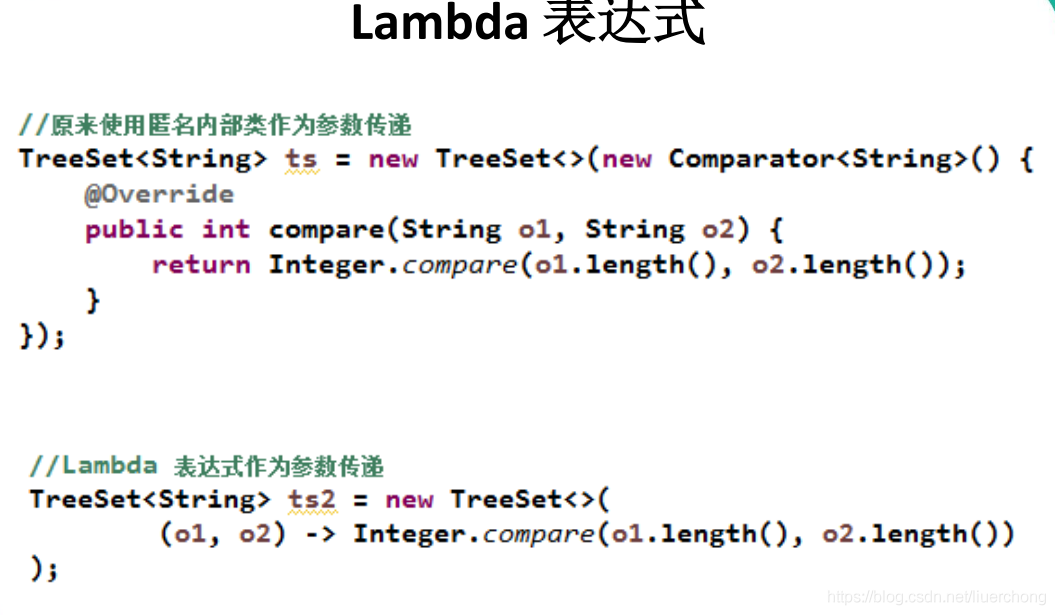 Lambda 表达式
//原来使用匿名内部类作为参数传递
TreeSet<String> ts = new TreeSet<>(new Comparator<String>() {
@Override
public int compare(String o1, String o2) {
return Integer.compare(o1.length(), o2.length());
}
});
//Lambda 表达式作为参数传递
TreeSet<String> ts2 = new TreeSet<>(
(o1, o2) -> Integer.compare(o1.length(), o2.length())
);
https://blog.csdn.net/liuerchong